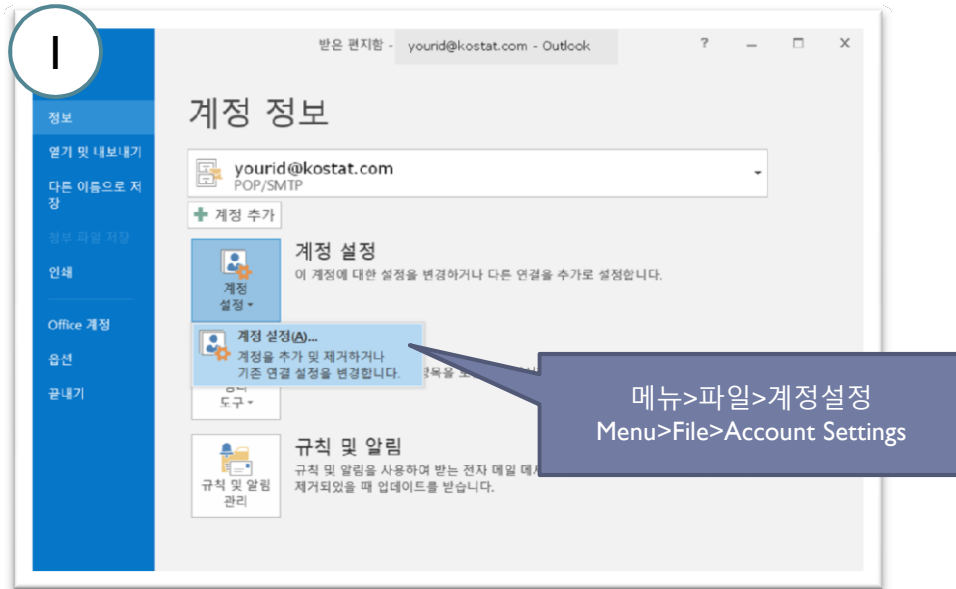 1
받은 편지함 - yourid@kostat.com - Outlook
?
정보
열기 및 내보내기
다른 이름으로 저
장
첨부 파일 저장
인쇄
Office 계정
옵션
끝내기
계정 정보
yourid@kostat.com
POP/SMTP
계정 추가
계정
설정
계정 설정
이 계정에 대한 설정을 변경하거나 다른 연결을 추가로 설정합니다.
계정 설정(A)...
계정을 추가 및 제거하거나
기존 연결 설정을 변경합니다.
도구
메뉴>파일>계정설정
Menu>File>Account Settings
규칙 및 알림
관리
규칙 및 알림
규칙 및 알림을 사용하여 받는 전자 메일
제거되었을 때 업데이트를 받습니다.